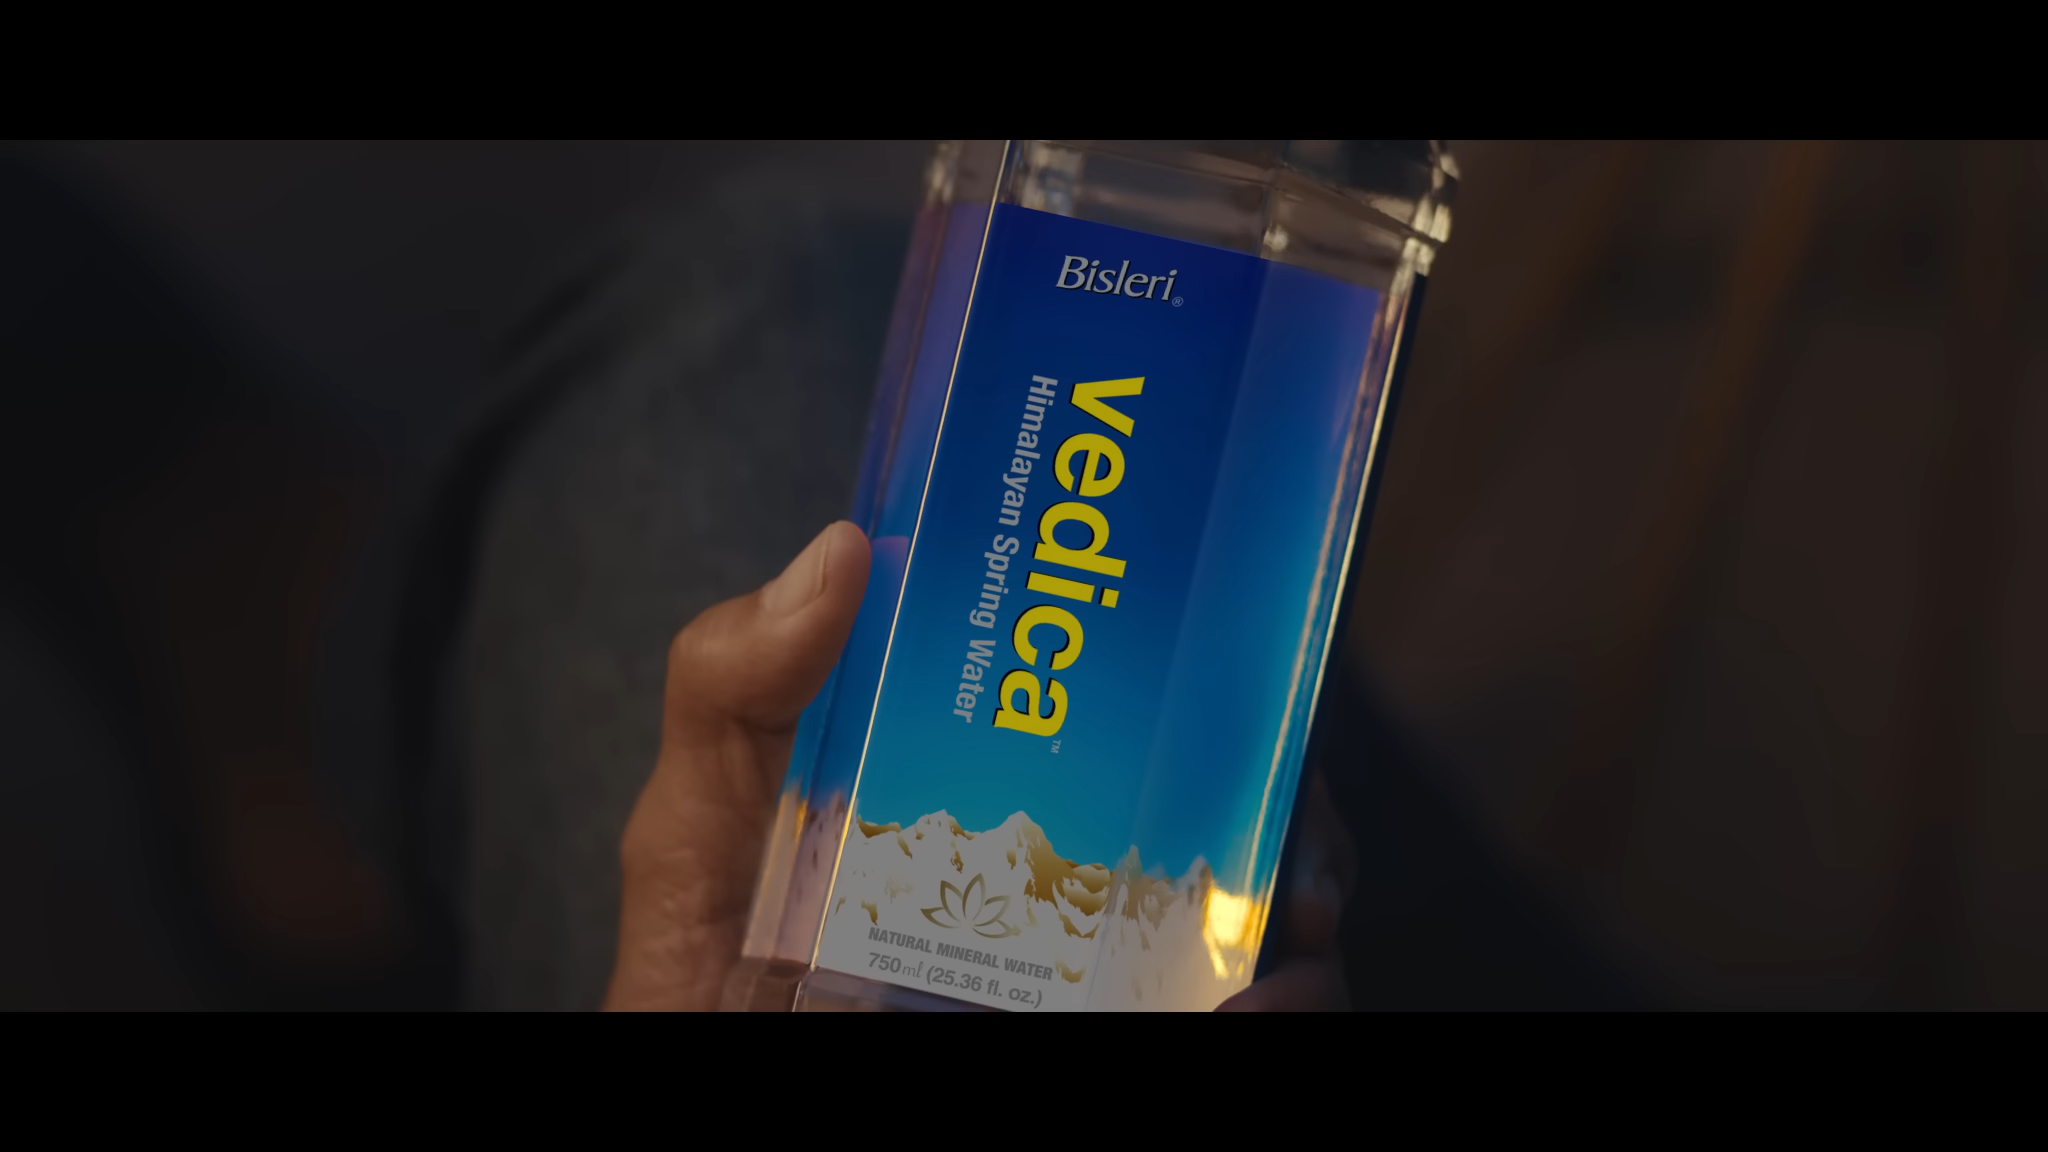 Bisleri®
vedica™
Himalayan Spring Water
NATURAL MINERAL WATER
750ml (25.36 fl. oz.)